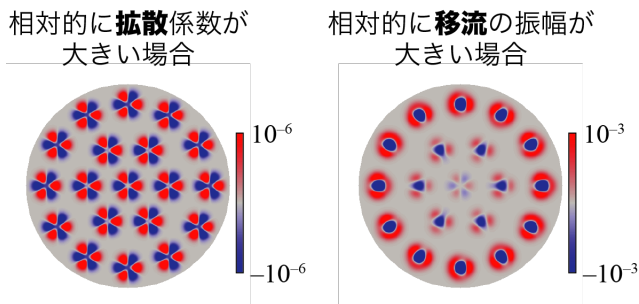 相対的に拡散係数が
大きい場合
10⁻⁶
–10⁻⁶
相対的に移流の振幅が
大きい場合
10⁻³
–10⁻³